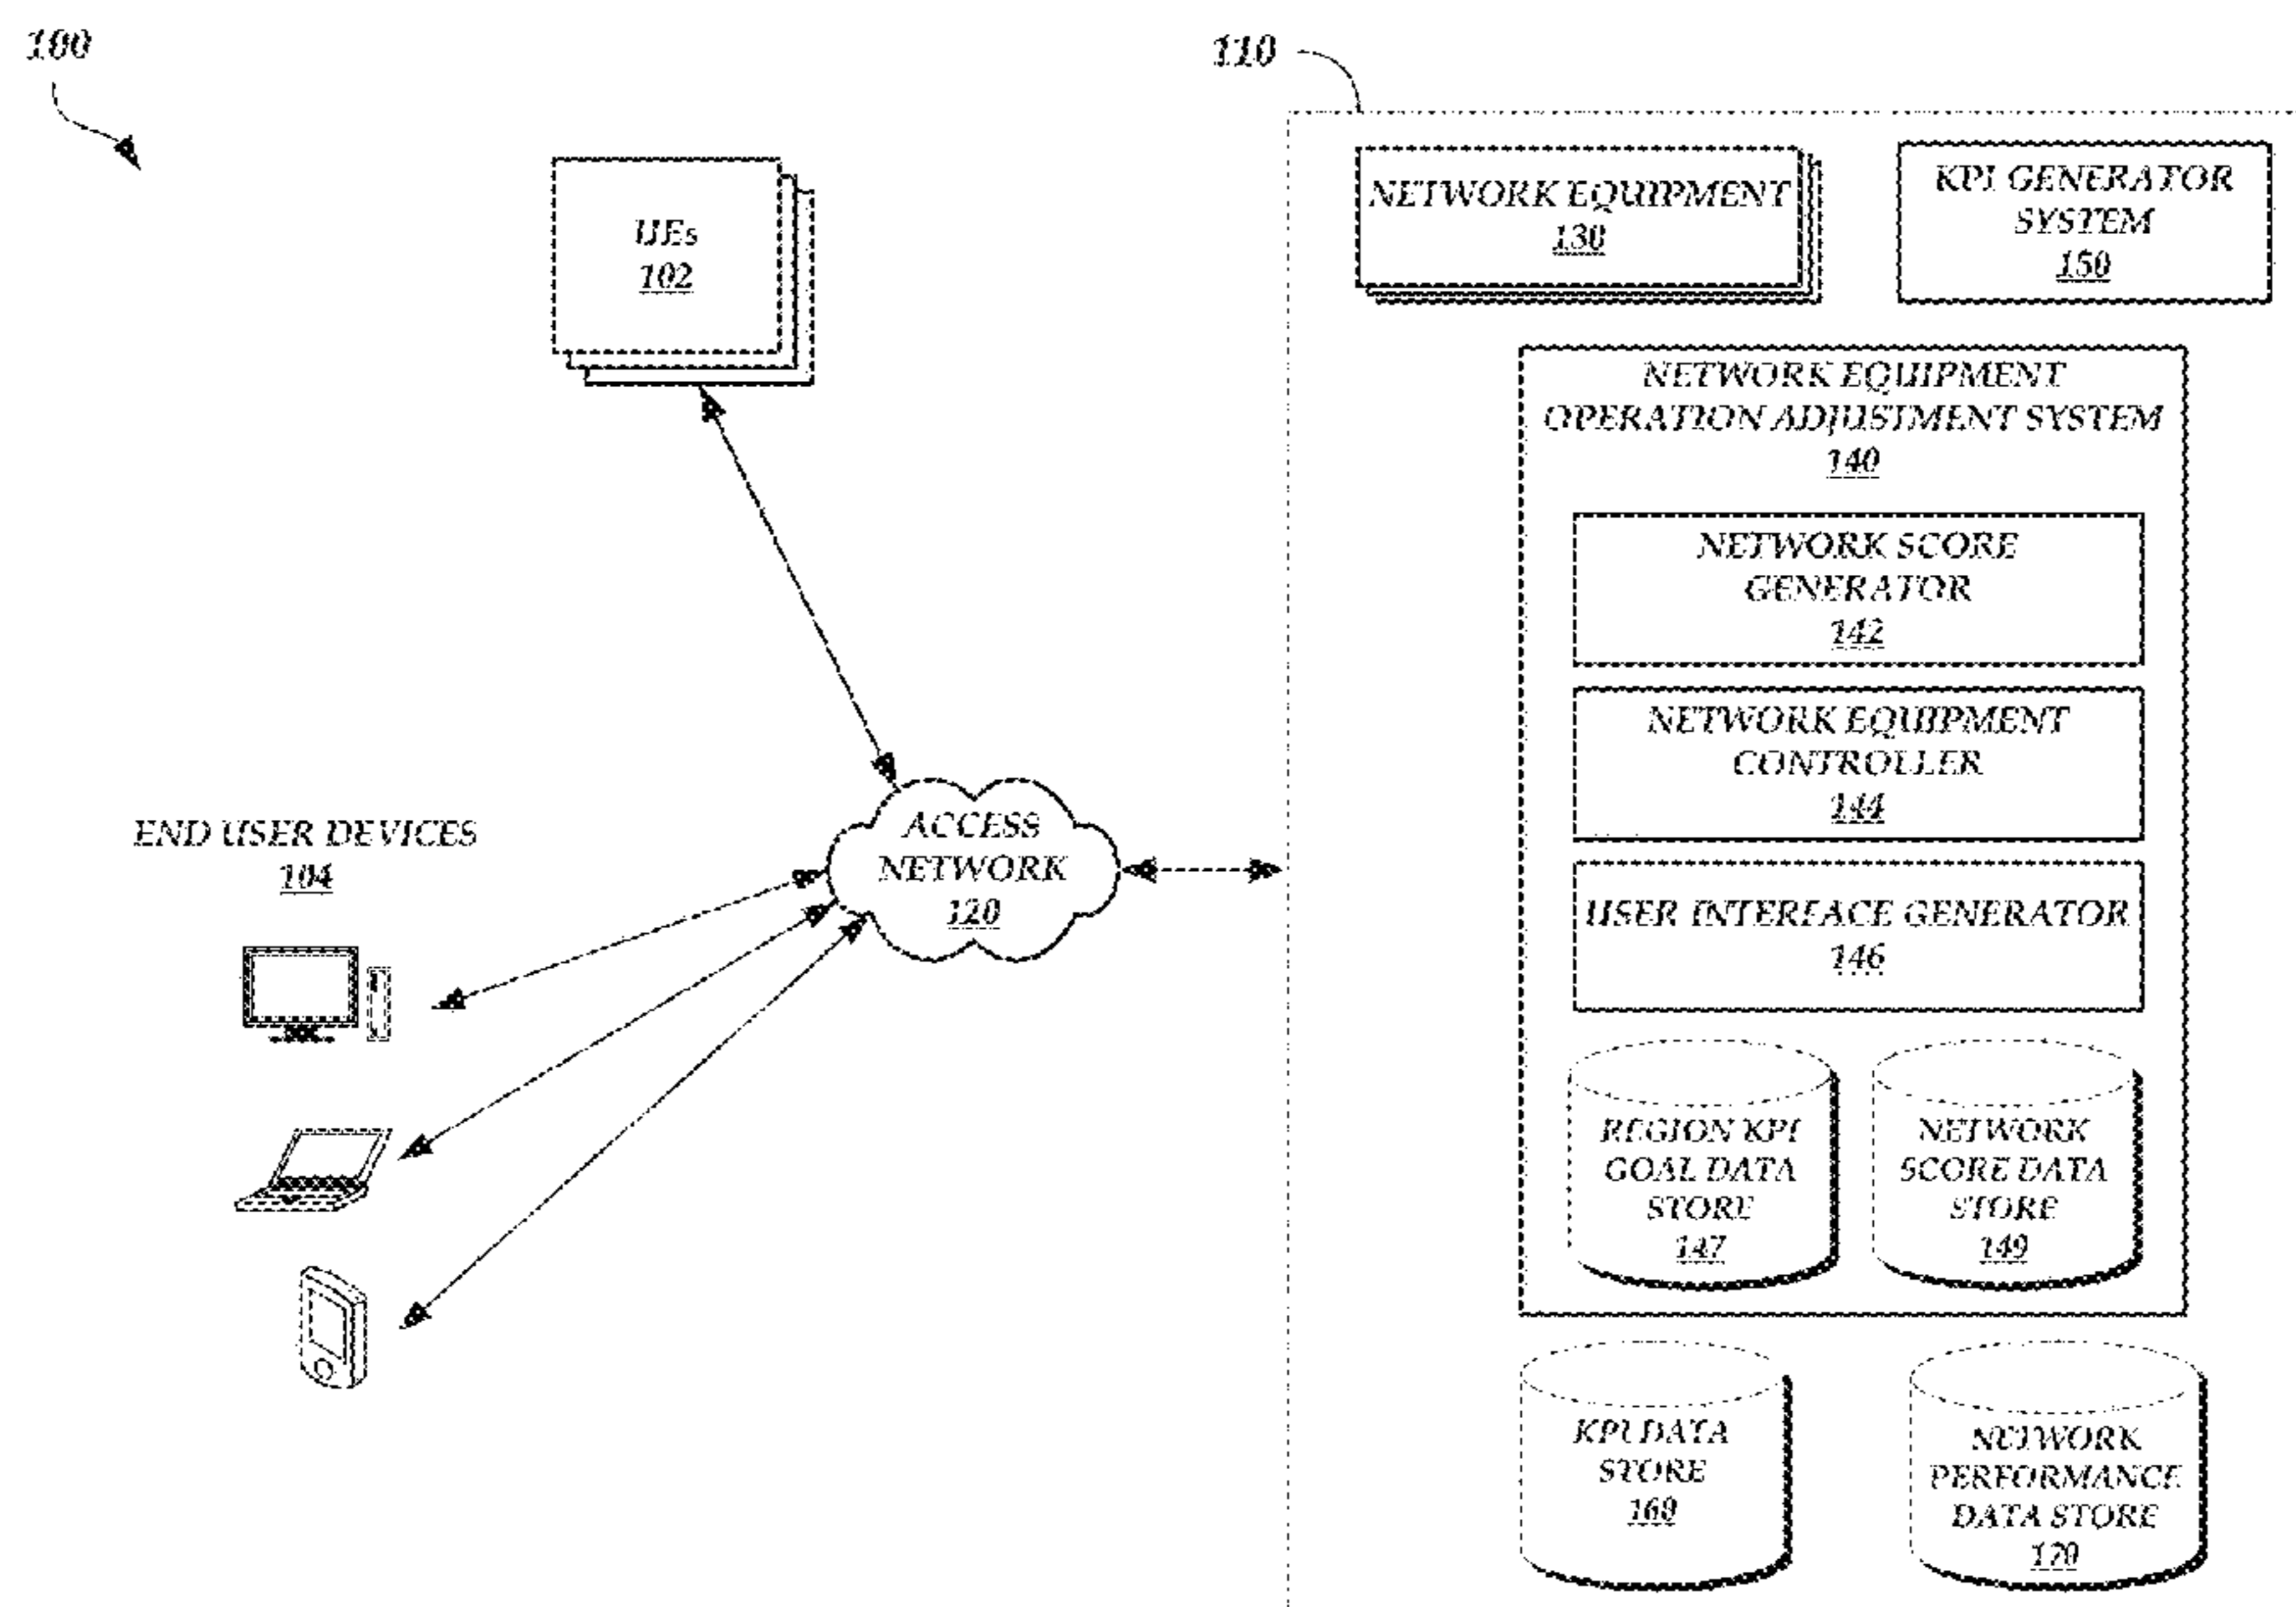 100
110
UEs
102
NETWORK EQUIPMENT
130
KPI GENERATOR
SYSTEM
150
NETWORK EQUIPMENT
OPERATION ADJUSTMENT SYSTEM
140
NETWORK SCORE
GENERATOR
142
NETWORK EQUIPMENT
CONTROLLER
144
USER INTERFACE GENERATOR
146
END USER DEVICES
104
ACCESS
NETWORK
120
REGION KPI
GOAL DATA
STORE
147
NETWORK
SCORE DATA
STORE
149
KPI DATA
STORE
160
NETWORK
PERFORMANCE
DATA STORE
170